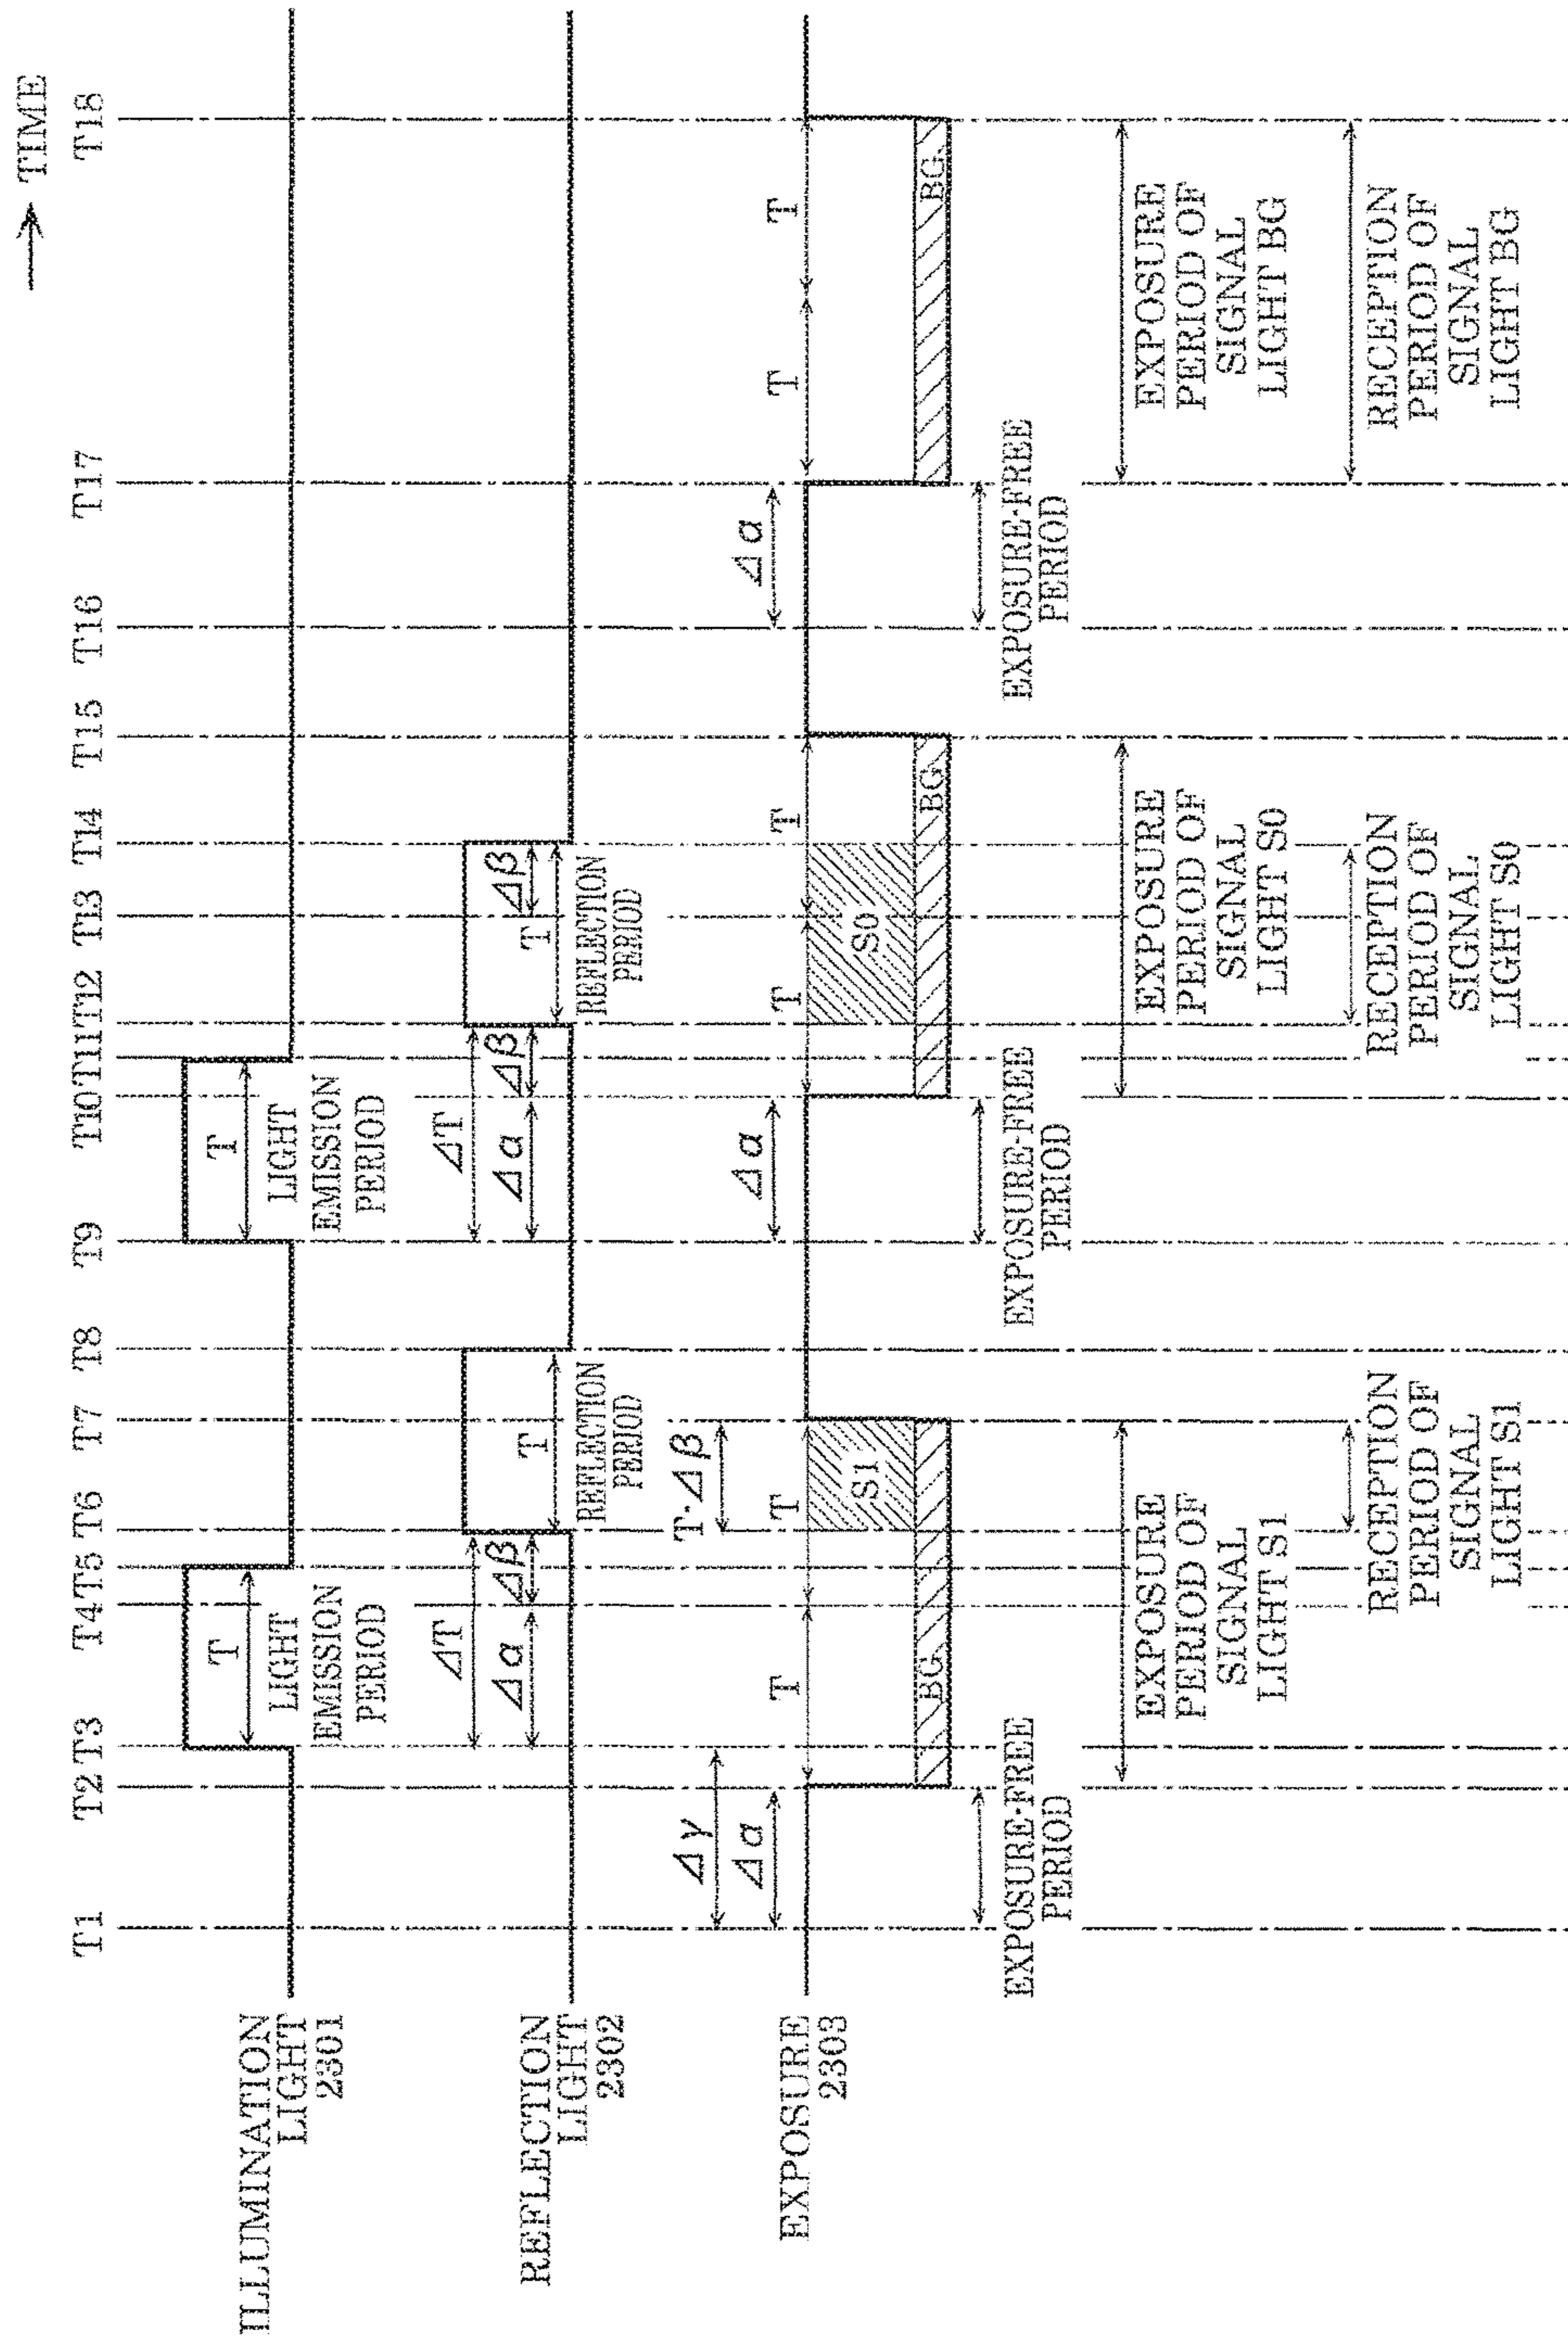 → TIME
T1 T2 T3 T4 T5 T6 T7 T8 T9 T10 T11 T12 T13 T14 T15 T16 T17 T18
ILLUMINATION
LIGHT
2301
T
LIGHT
EMISSION
PERIOD
T
LIGHT
EMISSION
PERIOD
REFLECTION
LIGHT
2302
ΔT
Δα
Δβ
T
REFLECTION
PERIOD
ΔT
Δα
Δβ
T
Δβ
REFLECTION
PERIOD
EXPOSURE
2303
Δγ
Δα
T
T
T-Δβ
S1
BG
Δα
T
T
S0
BG
Δα
T
T
BG
EXPOSURE-FREE
PERIOD
EXPOSURE-FREE
PERIOD
EXPOSURE-FREE
PERIOD
EXPOSURE
PERIOD OF
SIGNAL
LIGHT S1
EXPOSURE
PERIOD OF
SIGNAL
LIGHT S0
EXPOSURE
PERIOD OF
SIGNAL
LIGHT BG
RECEPTION
PERIOD OF
SIGNAL
LIGHT S1
RECEPTION
PERIOD OF
SIGNAL
LIGHT S0
RECEPTION
PERIOD OF
SIGNAL
LIGHT BG